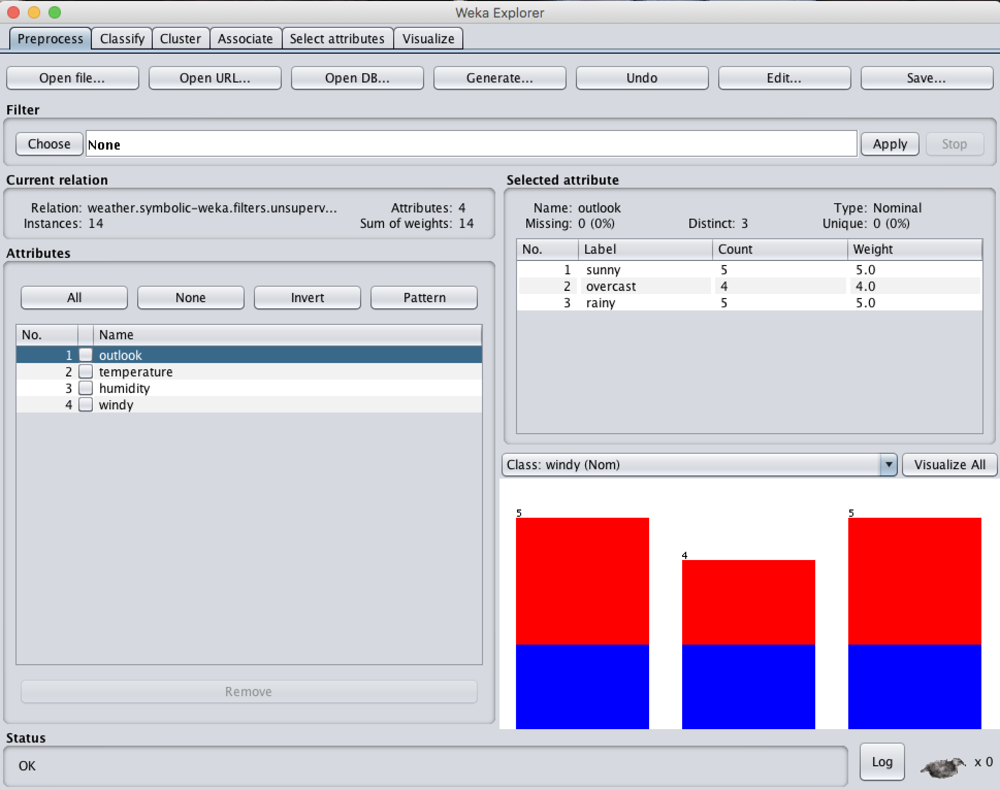 Weka Explorer
Preprocess Classify Cluster Associate Select attributes Visualize
Open file... Open URL... Open DB... Generate... Undo Edit... Save...
Filter
Choose None Apply Stop
Current relation
Relation: weather.symbolic-weka.filters.unsuperv... Attributes: 4
Instances: 14 Sum of weights: 14
Attributes
All None Invert Pattern
No. Name
1 outlook
2 temperature
3 humidity
4 windy
Remove
Selected attribute
Name: outlook Type: Nominal
Missing: 0 (0%) Distinct: 3 Unique: 0 (0%)
No. Label Count Weight
1 sunny 5 5.0
2 overcast 4 4.0
3 rainy 5 5.0
Class: windy (Nom) Visualize All
5 4 5
Status
OK
Log x 0